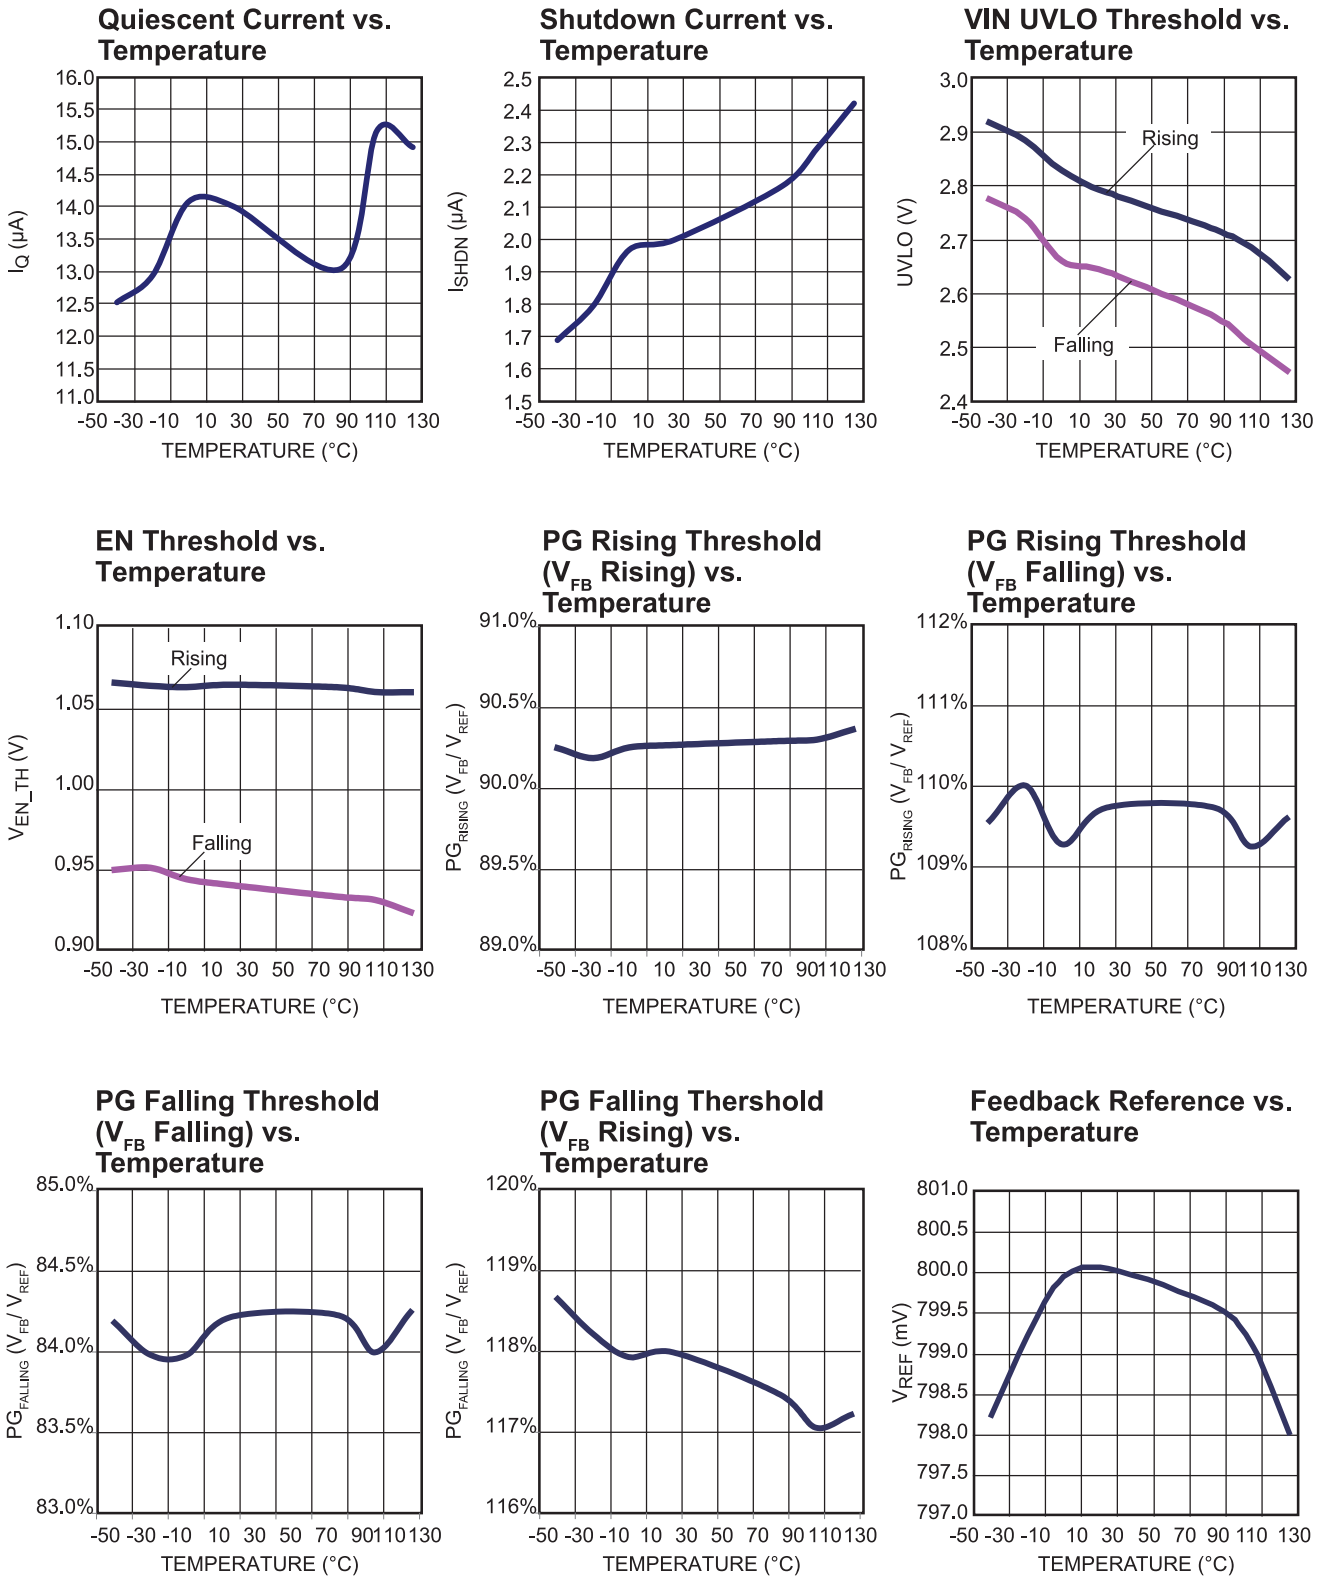 Quiescent Current vs.
Temperature
16.0
15.5
15.0
14.5
14.0
13.5
13.0
12.5
12.0
11.5
11.0
IQ (µA)
-50 -30 -10 10 30 50 70 90 110 130
TEMPERATURE (°C)
Shutdown Current vs.
Temperature
2.5
2.4
2.3
2.2
2.1
2.0
1.9
1.8
1.7
1.6
1.5
ISHDN (µA)
-50 -30 -10 10 30 50 70 90 110 130
TEMPERATURE (°C)
VIN UVLO Threshold vs.
Temperature
3.0
2.9
2.8
2.7
2.6
2.5
2.4
UVLO (V)
Rising
Falling
-50 -30 -10 10 30 50 70 90 110 130
TEMPERATURE (°C)
EN Threshold vs.
Temperature
1.10
1.05
1.00
0.95
0.90
VEN_TH (V)
Rising
Falling
-50 -30 -10 10 30 50 70 90 110 130
TEMPERATURE (°C)
PG Rising Threshold
(VFB Rising) vs.
Temperature
91.0%
90.5%
90.0%
89.5%
89.0%
PGRISING (VFB/ VREF)
-50 -30 -10 10 30 50 70 90 110 130
TEMPERATURE (°C)
PG Rising Threshold
(VFB Falling) vs.
Temperature
112%
111%
110%
109%
108%
PGRISING (VFB/ VREF)
-50 -30 -10 10 30 50 70 90 110 130
TEMPERATURE (°C)
PG Falling Threshold
(VFB Falling) vs.
Temperature
85.0%
84.5%
84.0%
83.5%
83.0%
PGFALLING (VFB/ VREF)
-50 -30 -10 10 30 50 70 90 110 130
TEMPERATURE (°C)
PG Falling Thershold
(VFB Rising) vs.
Temperature
120%
119%
118%
117%
116%
PGFALLING (VFB/ VREF)
-50 -30 -10 10 30 50 70 90 110 130
TEMPERATURE (°C)
Feedback Reference vs.
Temperature
801.0
800.5
800.0
799.5
799.0
798.5
798.0
797.5
797.0
VREF (mV)
-50 -30 -10 10 30 50 70 90 110 130
TEMPERATURE (°C)